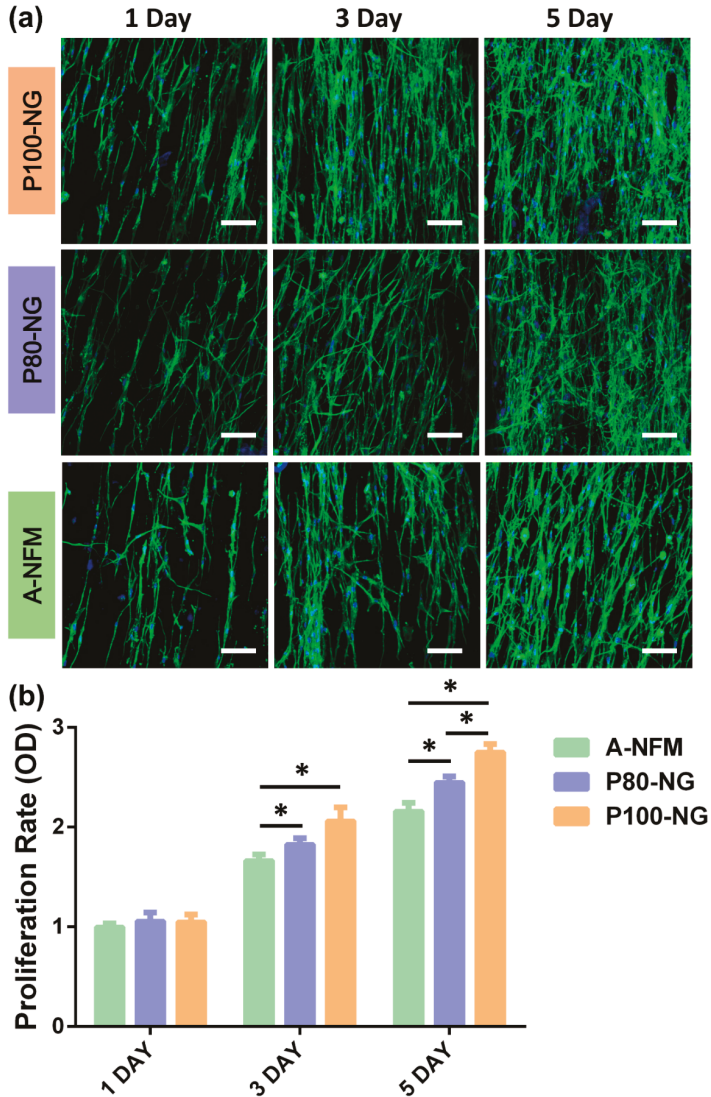 (a)
1 Day 3 Day 5 Day
P100-NG
P80-NG
A-NFM
(b)
Proliferation Rate (OD)
3
2
1
0
* * * * *
A-NFM
P80-NG
P100-NG
1 DAY 3 DAY 5 DAY